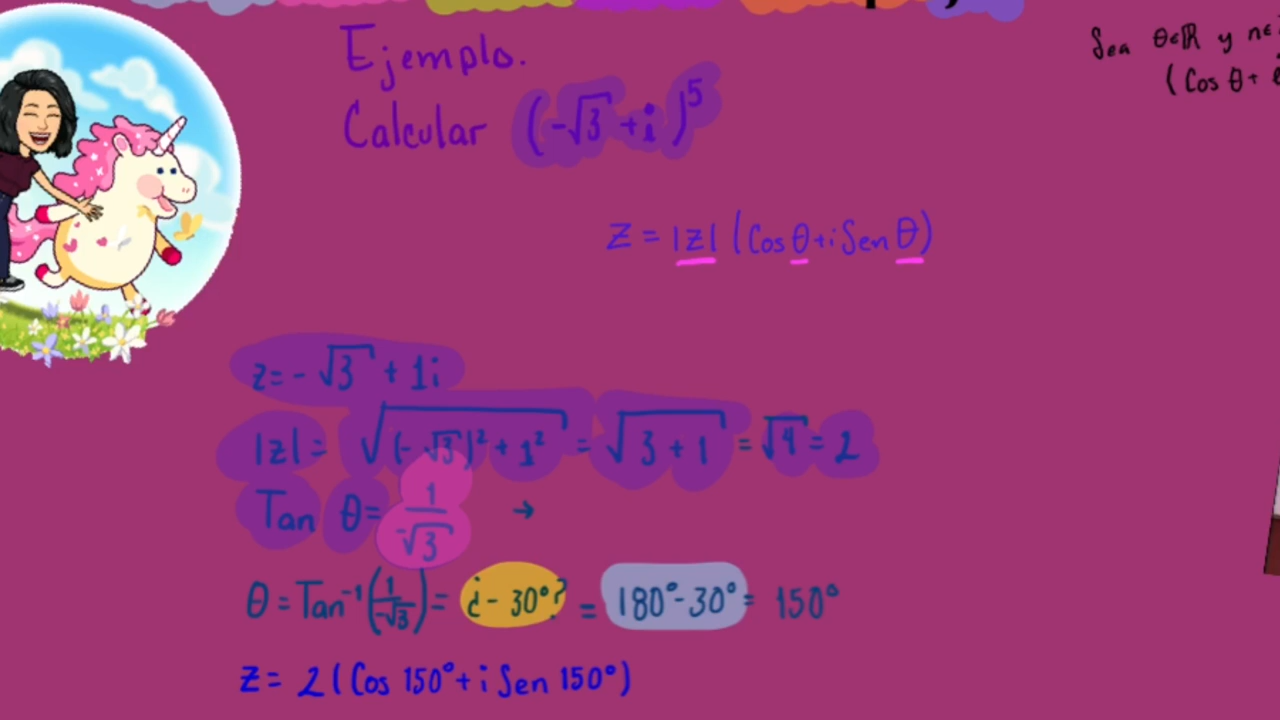 Ejemplo.
Calcular (-√3 + i)⁵
Sea θ∈ℝ y n∈
(Cos θ +
z = |z| (Cos θ + i Sen θ)
z = -√3 + 1i
|z| = √((-√3)² + 1²) = √(3 + 1) = √4 = 2
Tan θ = 1/-√3 →
θ = Tan⁻¹(1/-√3) = ¿-30°? = 180°-30° = 150°
z = 2 (Cos 150° + i Sen 150°)